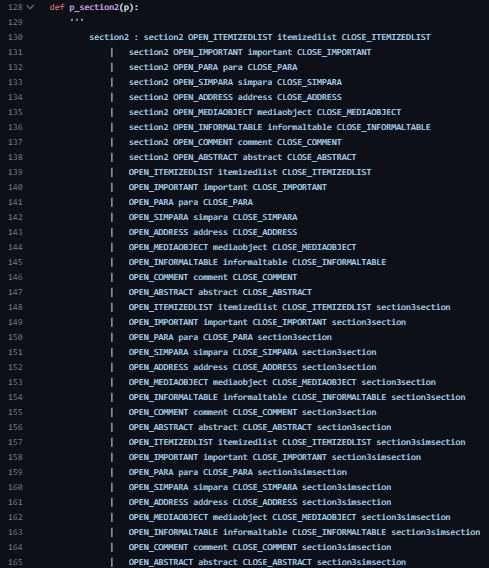 128 def p_section2(p):
129 '''
130 section2 : section2 OPEN_ITEMIZEDLIST itemizedlist CLOSE_ITEMIZEDLIST
131 | section2 OPEN_IMPORTANT important CLOSE_IMPORTANT
132 | section2 OPEN_PARA para CLOSE_PARA
133 | section2 OPEN_SIMPARA simpara CLOSE_SIMPARA
134 | section2 OPEN_ADDRESS address CLOSE_ADDRESS
135 | section2 OPEN_MEDIAOBJECT mediaobject CLOSE_MEDIAOBJECT
136 | section2 OPEN_INFORMALTABLE informaltable CLOSE_INFORMALTABLE
137 | section2 OPEN_COMMENT comment CLOSE_COMMENT
138 | section2 OPEN_ABSTRACT abstract CLOSE_ABSTRACT
139 | OPEN_ITEMIZEDLIST itemizedlist CLOSE_ITEMIZEDLIST
140 | OPEN_IMPORTANT important CLOSE_IMPORTANT
141 | OPEN_PARA para CLOSE_PARA
142 | OPEN_SIMPARA simpara CLOSE_SIMPARA
143 | OPEN_ADDRESS address CLOSE_ADDRESS
144 | OPEN_MEDIAOBJECT mediaobject CLOSE_MEDIAOBJECT
145 | OPEN_INFORMALTABLE informaltable CLOSE_INFORMALTABLE
146 | OPEN_COMMENT comment CLOSE_COMMENT
147 | OPEN_ABSTRACT abstract CLOSE_ABSTRACT
148 | OPEN_ITEMIZEDLIST itemizedlist CLOSE_ITEMIZEDLIST section3section
149 | OPEN_IMPORTANT important CLOSE_IMPORTANT section3section
150 | OPEN_PARA para CLOSE_PARA section3section
151 | OPEN_SIMPARA simpara CLOSE_SIMPARA section3section
152 | OPEN_ADDRESS address CLOSE_ADDRESS section3section
153 | OPEN_MEDIAOBJECT mediaobject CLOSE_MEDIAOBJECT section3section
154 | OPEN_INFORMALTABLE informaltable CLOSE_INFORMALTABLE section3section
155 | OPEN_COMMENT comment CLOSE_COMMENT section3section
156 | OPEN_ABSTRACT abstract CLOSE_ABSTRACT section3section
157 | OPEN_ITEMIZEDLIST itemizedlist CLOSE_ITEMIZEDLIST section3simsection
158 | OPEN_IMPORTANT important CLOSE_IMPORTANT section3simsection
159 | OPEN_PARA para CLOSE_PARA section3simsection
160 | OPEN_SIMPARA simpara CLOSE_SIMPARA section3simsection
161 | OPEN_ADDRESS address CLOSE_ADDRESS section3simsection
162 | OPEN_MEDIAOBJECT mediaobject CLOSE_MEDIAOBJECT section3simsection
163 | OPEN_INFORMALTABLE informaltable CLOSE_INFORMALTABLE section3simsection
164 | OPEN_COMMENT comment CLOSE_COMMENT section3simsection
165 | OPEN_ABSTRACT abstract CLOSE_ABSTRACT section3simsection